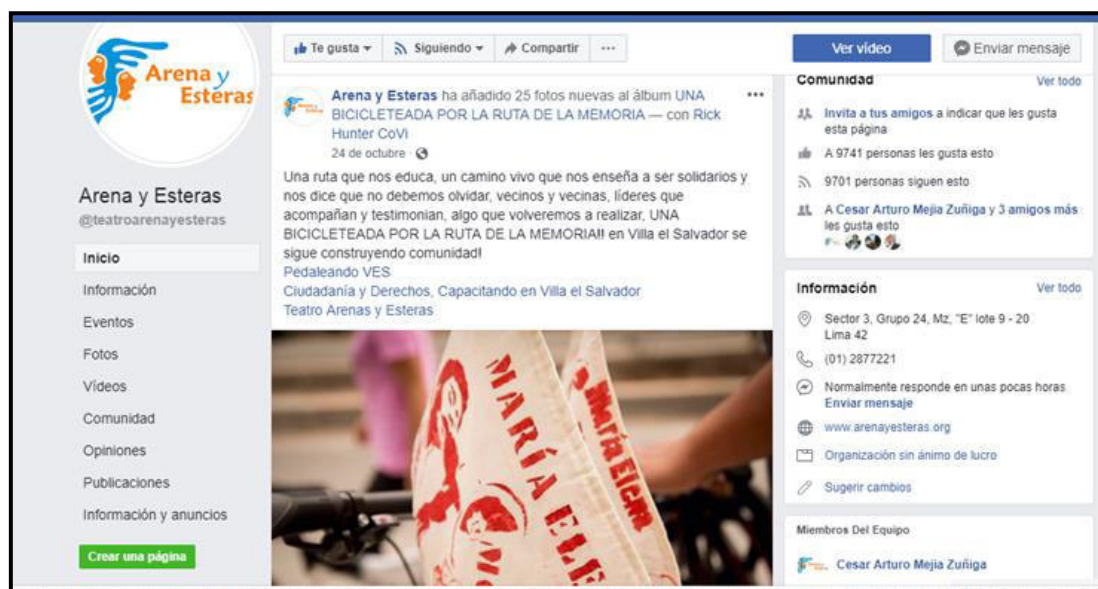 Arena y
Esteras
Arena y Esteras
@teatroarenayesteras
Inicio
Información
Eventos
Fotos
Vídeos
Comunidad
Opiniones
Publicaciones
Información y anuncios
Crear una página
Te gusta
Siguiendo
Compartir
Ver vídeo
Enviar mensaje
Arena y Esteras ha añadido 25 fotos nuevas al álbum UNA
BICICLETEADA POR LA RUTA DE LA MEMORIA — con Rick
Hunter CoVi
24 de octubre
Una ruta que nos educa, un camino vivo que nos enseña a ser solidarios y
nos dice que no debemos olvidar, vecinos y vecinas, líderes que
acompañan y testimonian, algo que volveremos a realizar, UNA
BICICLETEADA POR LA RUTA DE LA MEMORIA!! en Villa el Salvador se
sigue construyendo comunidad!
Pedaleando VES
Ciudadanía y Derechos, Capacitando en Villa el Salvador
Teatro Arenas y Esteras
MARÍA ELE
María Elena
Comunidad
Ver todo
Invita a tus amigos a indicar que les gusta
esta página
A 9741 personas les gusta esto
9701 personas siguen esto
A Cesar Arturo Mejia Zuñiga y 3 amigos más
les gusta esto
Información
Ver todo
Sector 3, Grupo 24, Mz, "E" lote 9 - 20
Lima 42
(01) 2877221
Normalmente responde en unas pocas horas
Enviar mensaje
www.arenayesteras.org
Organización sin ánimo de lucro
Sugerir cambios
Miembros Del Equipo
Cesar Arturo Mejia Zuñiga